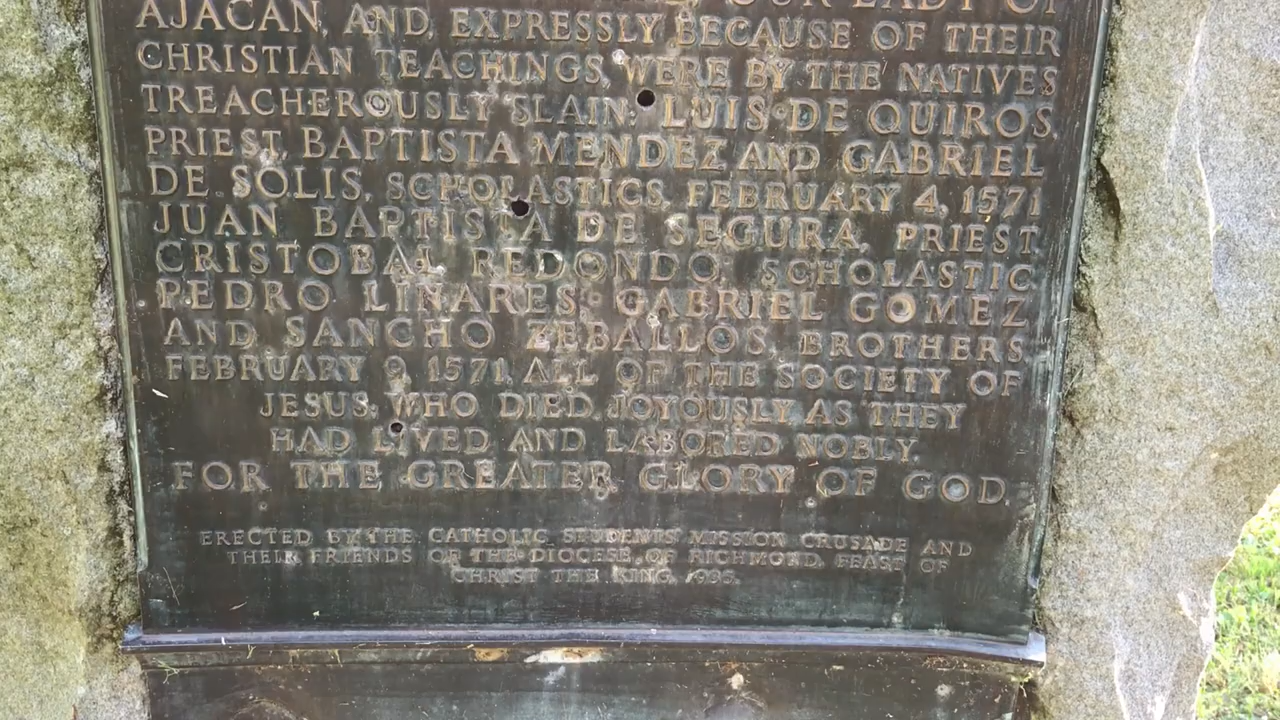 OUR LADY OF
AJACAN, AND, EXPRESSLY BECAUSE OF THEIR
CHRISTIAN TEACHINGS, WERE BY THE NATIVES
TREACHEROUSLY SLAIN: LUIS DE QUIROS,
PRIEST, BAPTISTA MENDEZ AND GABRIEL
DE SOLIS, SCHOLASTICS, FEBRUARY 4, 1571
JUAN BAPTISTA DE SEGURA, PRIEST,
CRISTOBAL REDONDO, SCHOLASTIC
PEDRO LINARES, GABRIEL GOMEZ
AND SANCHO ZEBALLOS, BROTHERS
FEBRUARY 9, 1571, ALL OF THE SOCIETY OF
JESUS, WHO DIED JOYOUSLY AS THEY
HAD LIVED AND LABORED NOBLY,
FOR THE GREATER GLORY OF GOD.
ERECTED BY THE CATHOLIC STUDENTS MISSION CRUSADE AND
THEIR FRIENDS OF THE DIOCESE OF RICHMOND, FEAST OF
CHRIST THE KING, 1935.